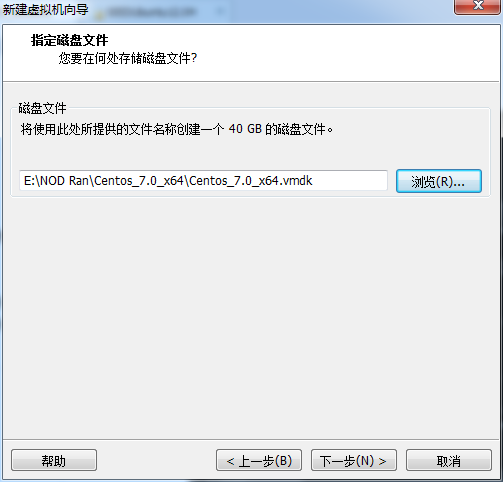 新建虚拟机向导
指定磁盘文件
您要在何处存储磁盘文件?
磁盘文件
将使用此处所提供的文件名称创建一个 40 GB 的磁盘文件。
E:\NOD Ran\Centos_7.0_x64\Centos_7.0_x64.vmdk
浏览(R)...
帮助
< 上一步(B)
下一步(N) >
取消